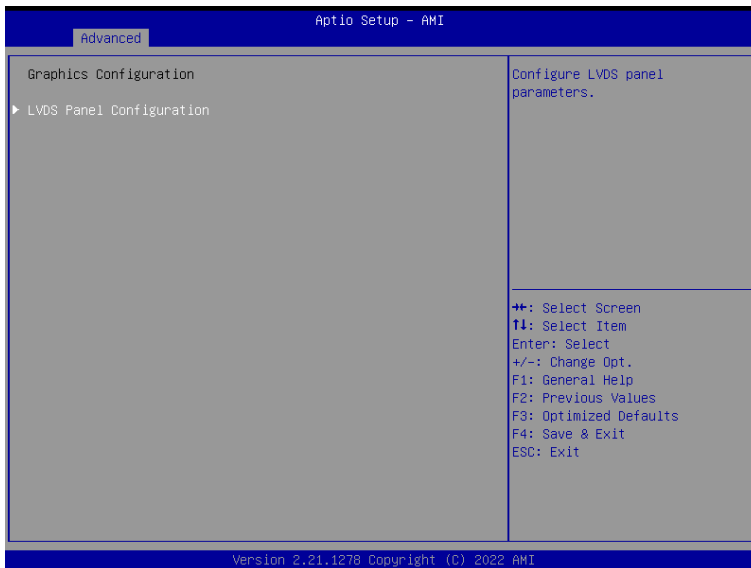 Aptio Setup – AMI
Advanced
Graphics Configuration
LVDS Panel Configuration
Configure LVDS panel
parameters.
→←: Select Screen
↑↓: Select Item
Enter: Select
+/-: Change Opt.
F1: General Help
F2: Previous Values
F3: Optimized Defaults
F4: Save & Exit
ESC: Exit
Version 2.21.1278 Copyright (C) 2022 AMI